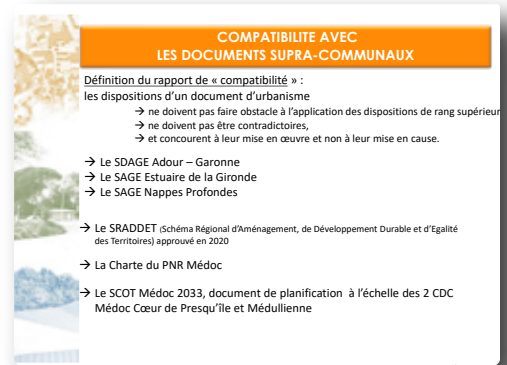 COMPATIBILITE AVEC
LES DOCUMENTS SUPRA-COMMUNAUX
Définition du rapport de « compatibilité » :
les dispositions d'un document d'urbanisme
→ ne doivent pas faire obstacle à l'application des dispositions de rang supérieur
→ ne doivent pas être contradictoires,
→ et concourent à leur mise en œuvre et non à leur mise en cause.
→ Le SDAGE Adour – Garonne
→ Le SAGE Estuaire de la Gironde
→ Le SAGE Nappes Profondes
→ Le SRADDET (Schéma Régional d'Aménagement, de Développement Durable et d'Egalité
des Territoires) approuvé en 2020
→ La Charte du PNR Médoc
→ Le SCOT Médoc 2033, document de planification à l'échelle des 2 CDC
Médoc Cœur de Presqu'île et Médullienne